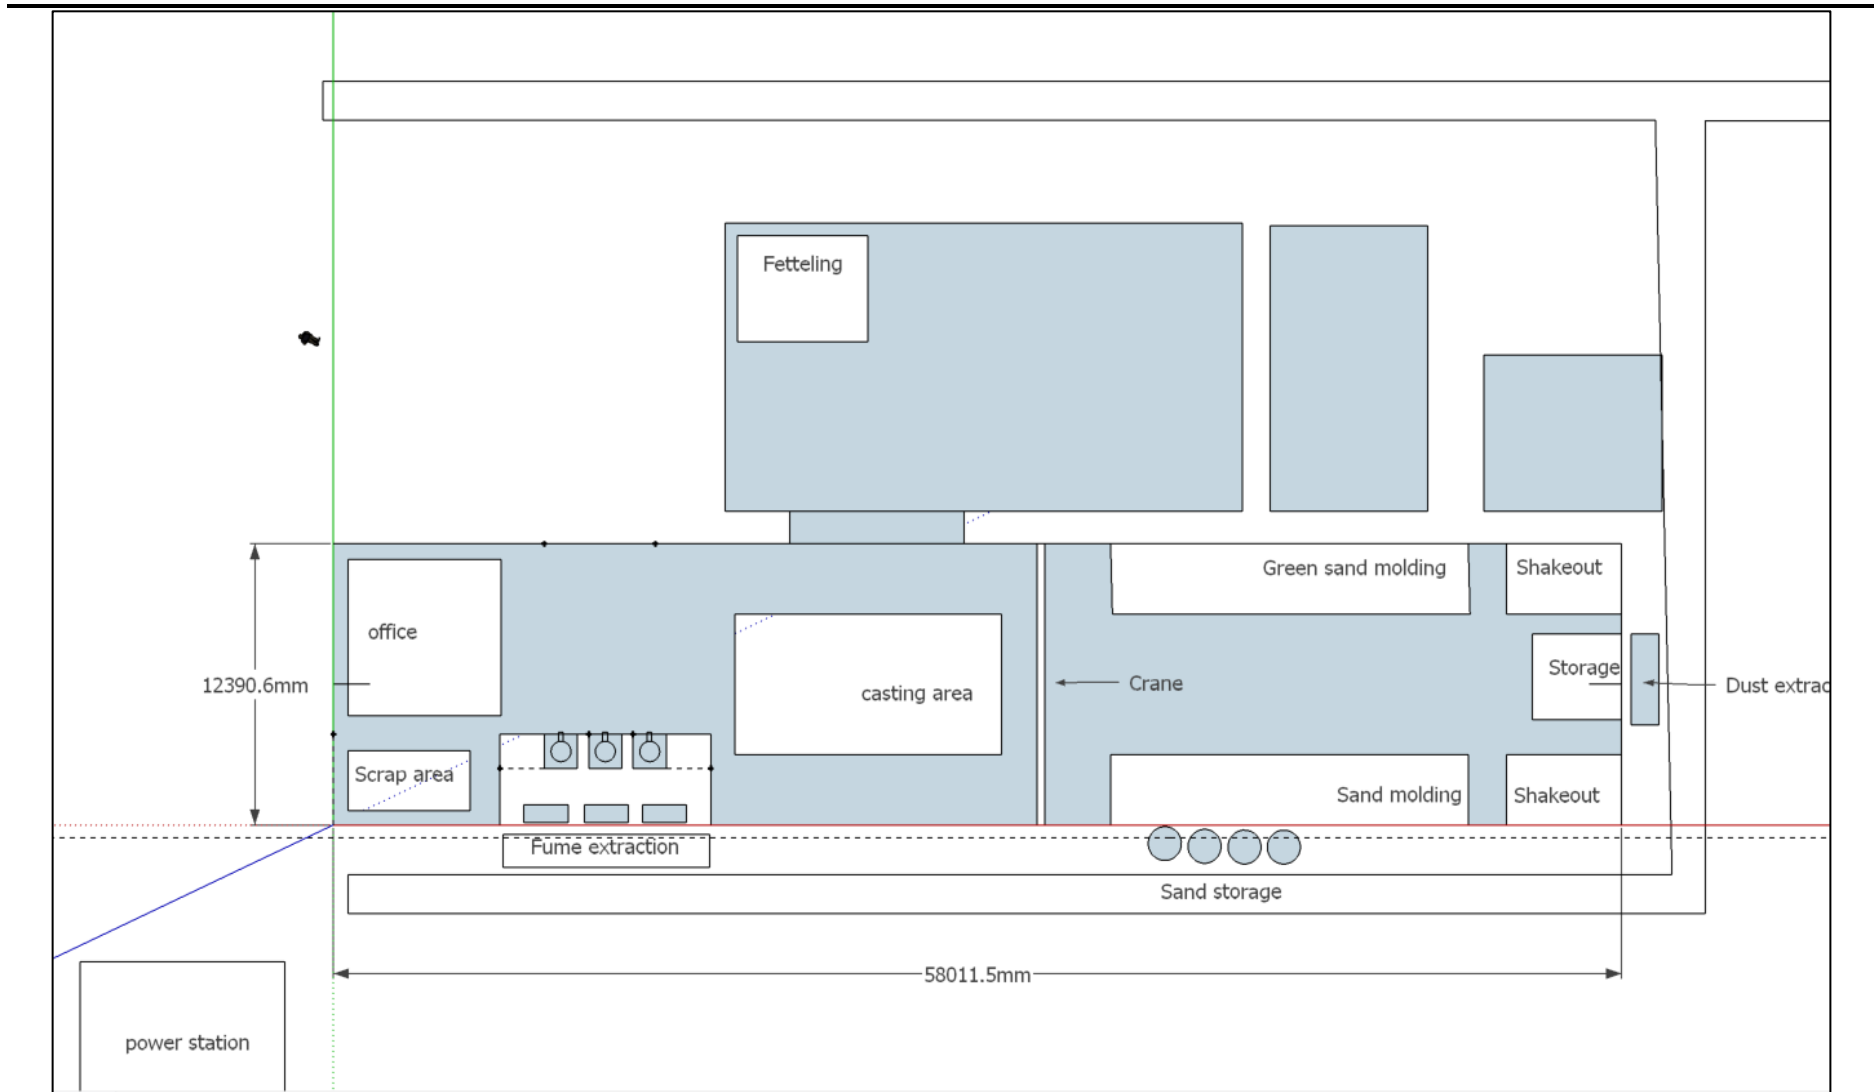 Fetteling
Green sand molding
Shakeout
office
Storage
12390.6mm
casting area
Crane
Dust extrac
Scrap area
Sand molding
Shakeout
Fume extraction
Sand storage
58011.5mm
power station